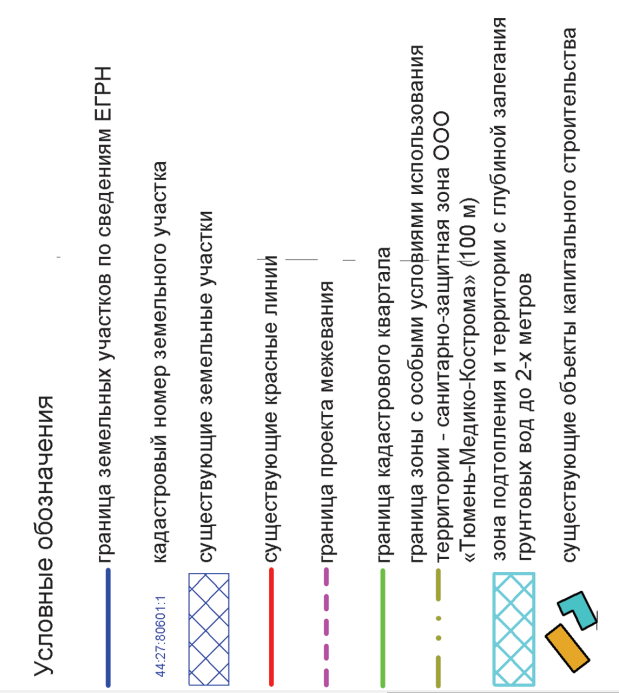 Условные обозначения
граница земельных участков по сведениям ЕГРН
44:27:80601:1 кадастровый номер земельного участка
существующие земельные участки
существующие красные линий
граница проекта межевания
граница кадастрового квартала
граница зоны с особыми условиями использования
территории - санитарно-защитная зона ООО
«Тюмень-Медико-Кострома» (100 м)
зона подтопления и территории с глубиной залегания
грунтовых вод до 2-х метров
существующие объекты капитального строительства